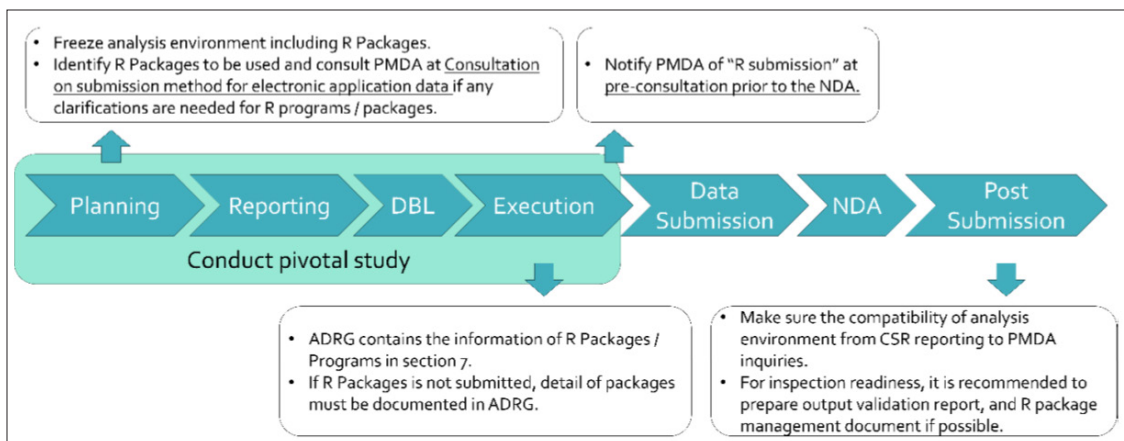 • Freeze analysis environment including R Packages.
• Identify R Packages to be used and consult PMDA at Consultation
on submission method for electronic application data if any
clarifications are needed for R programs / packages.
• Notify PMDA of “R submission” at
pre-consultation prior to the NDA.
Planning
Reporting
DBL
Execution
Data
Submission
NDA
Post
Submission
Conduct pivotal study
• ADRG contains the information of R Packages /
Programs in section 7.
• If R Packages is not submitted, detail of packages
must be documented in ADRG.
• Make sure the compatibility of analysis
environment from CSR reporting to PMDA
inquiries.
• For inspection readiness, it is recommended to
prepare output validation report, and R package
management document if possible.